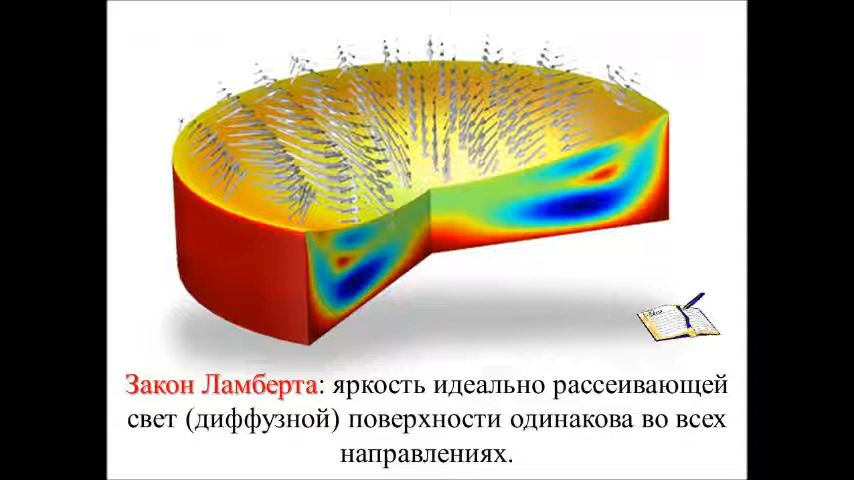 Закон Ламберта: яркость идеально рассеивающей
свет (диффузной) поверхности одинакова во всех
направлениях.